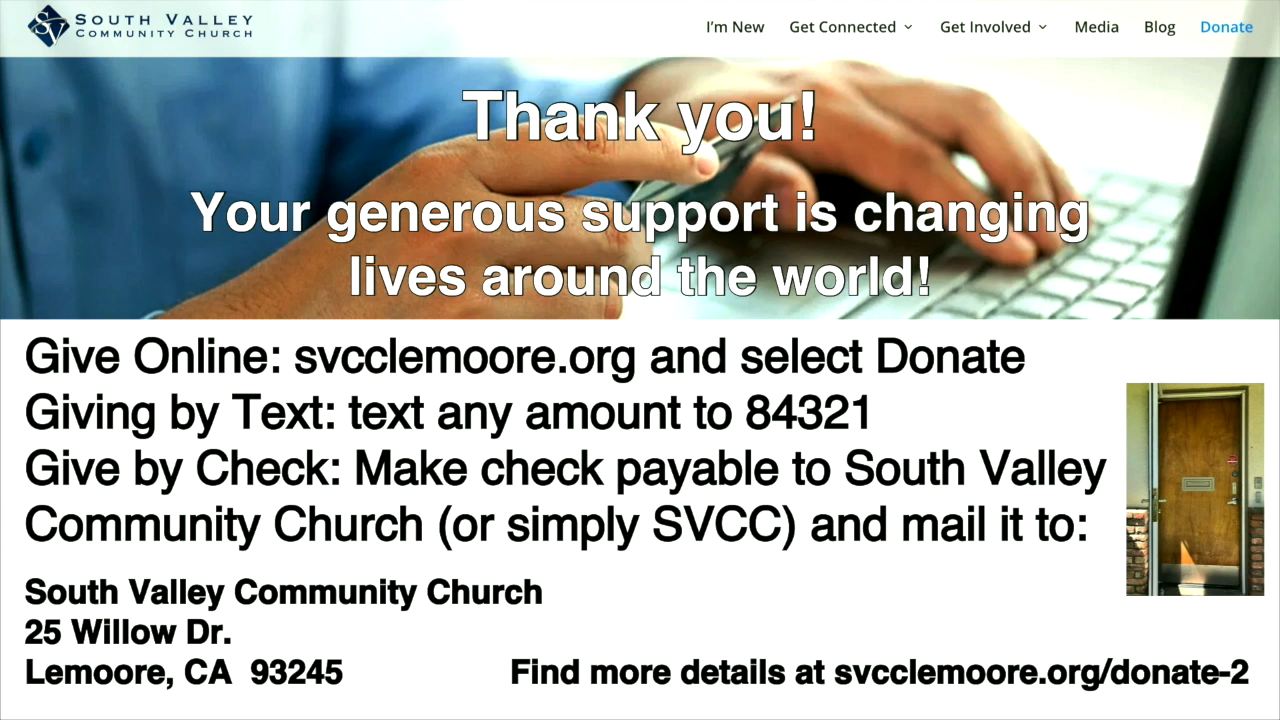 SOUTH VALLEY
COMMUNITY CHURCH
I'm New Get Connected Get Involved Media Blog Donate
Thank you!
Your generous support is changing
lives around the world!
Give Online: svcclemoore.org and select Donate
Giving by Text: text any amount to 84321
Give by Check: Make check payable to South Valley
Community Church (or simply SVCC) and mail it to:
South Valley Community Church
25 Willow Dr.
Lemoore, CA 93245
Find more details at svcclemoore.org/donate-2